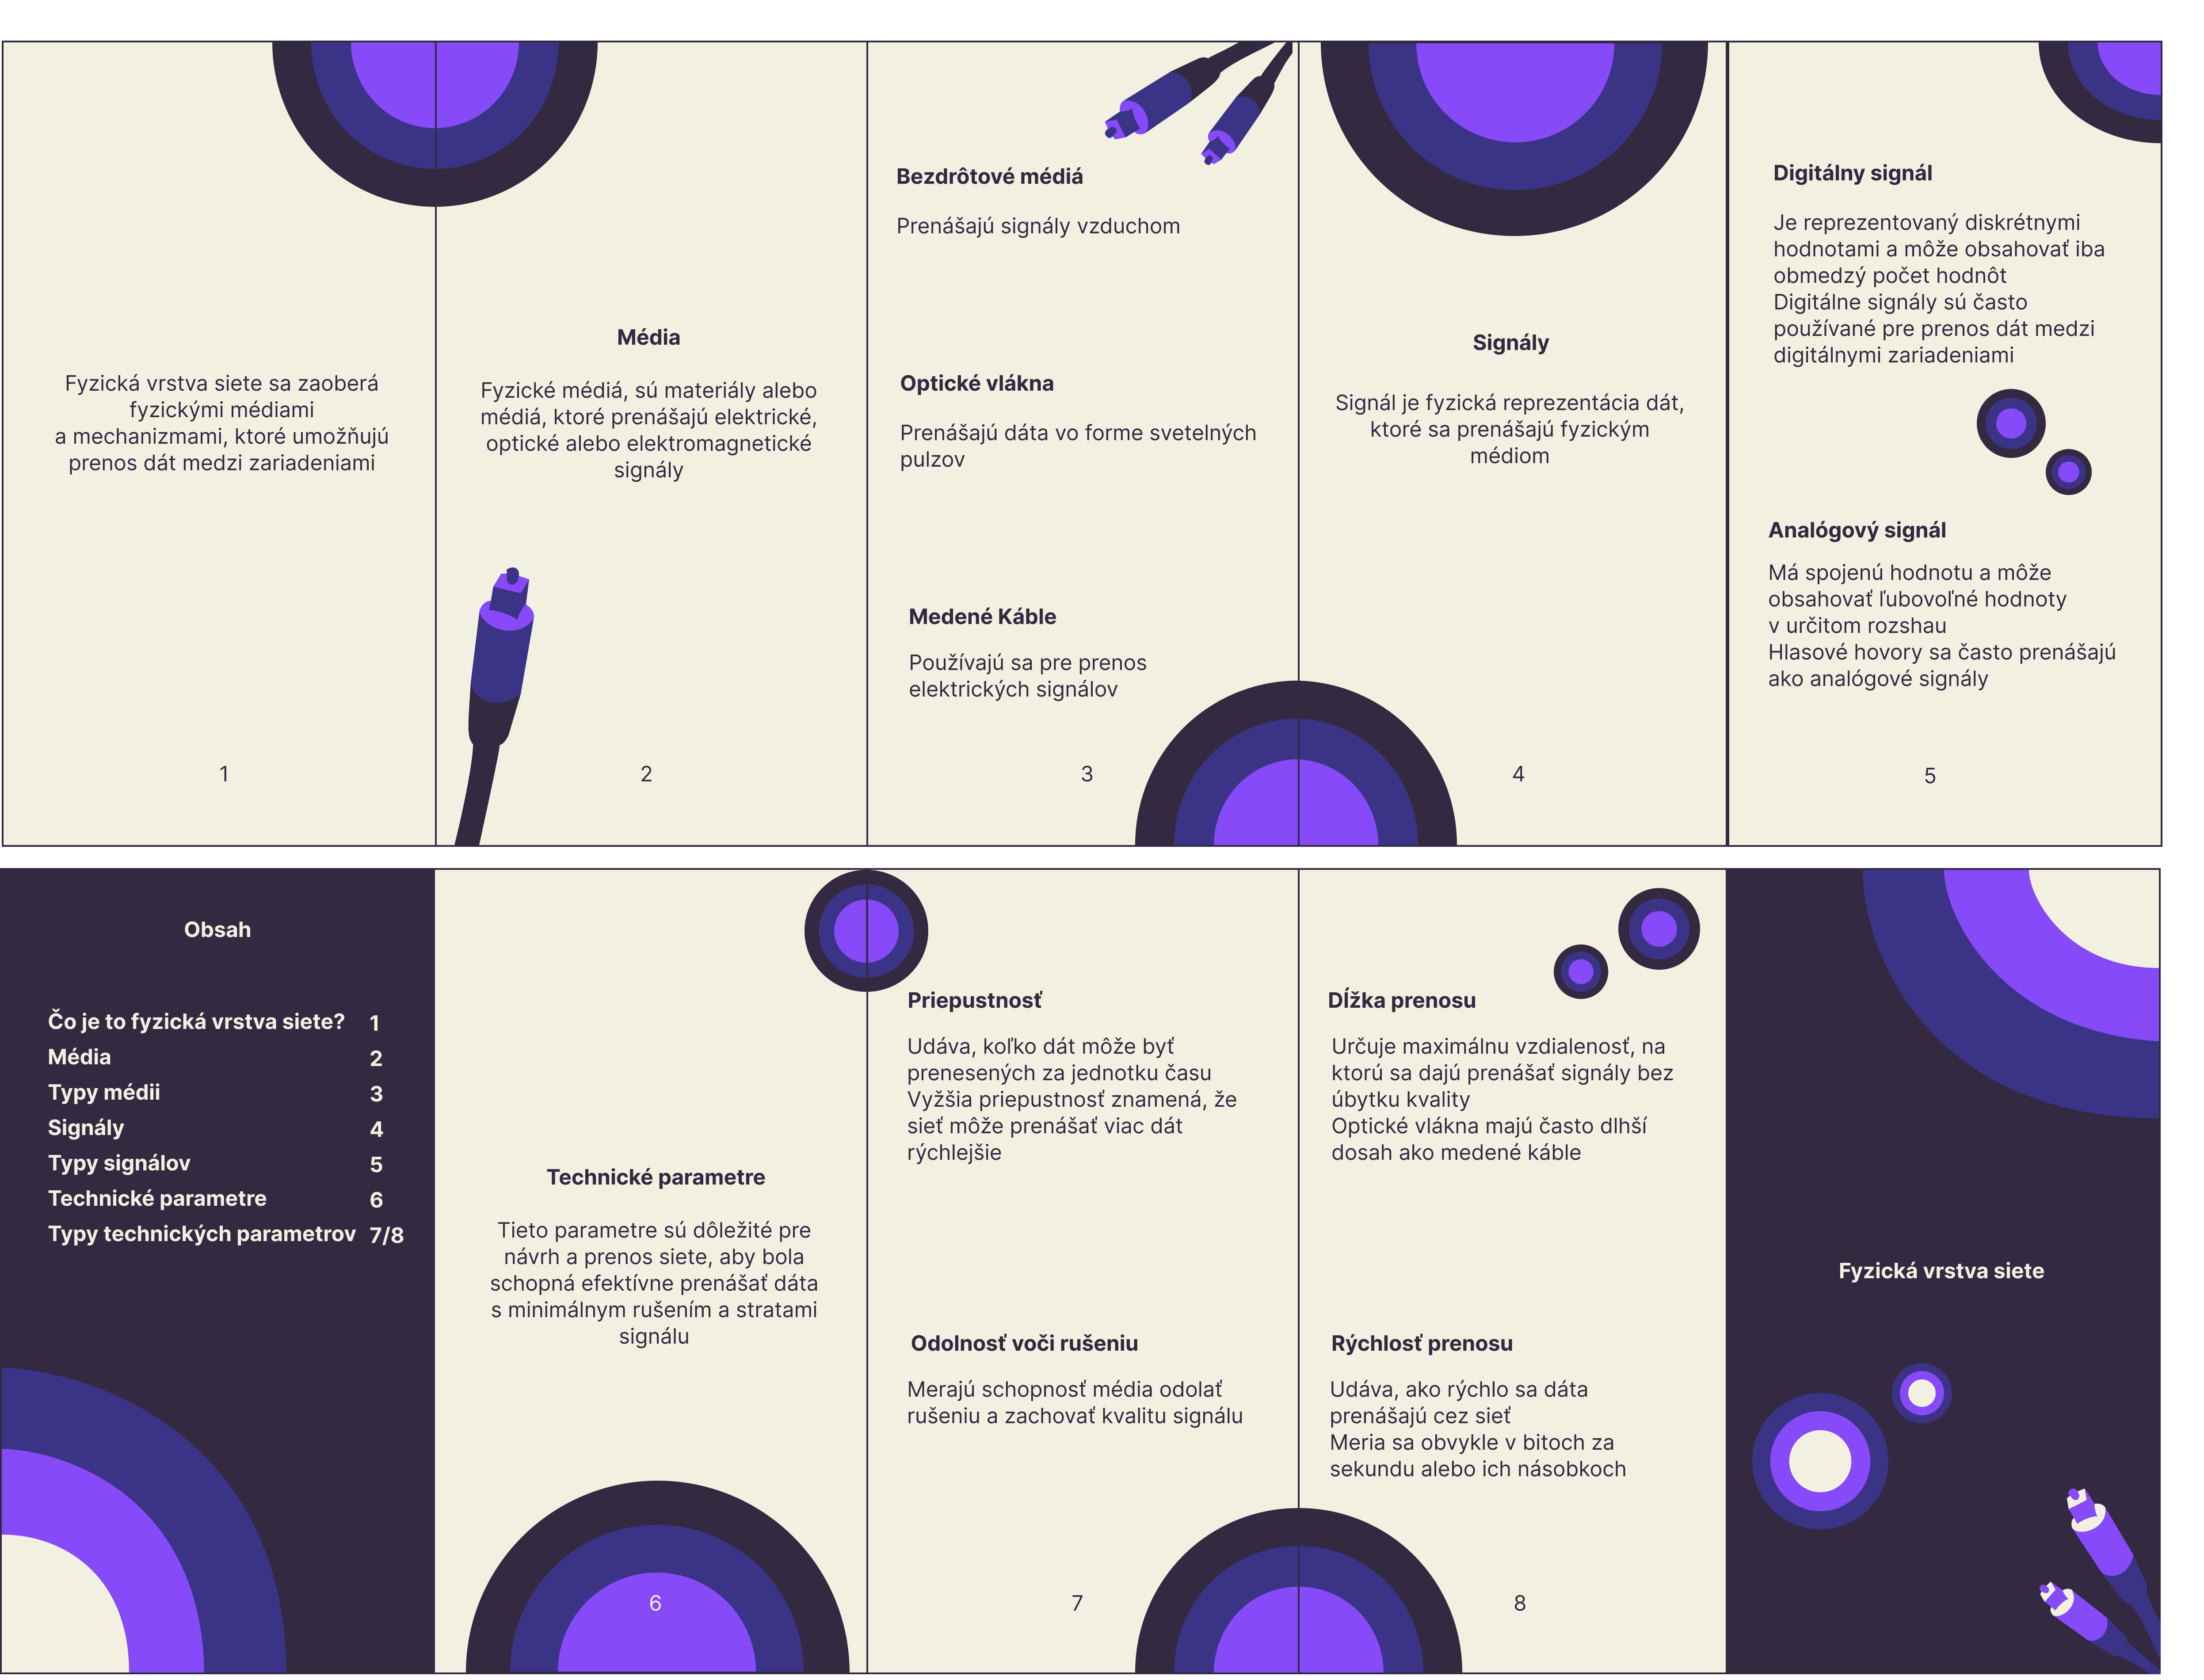 Fyzická vrstva siete sa zaoberá
fyzickými médiami
a mechanizmami, ktoré umožňujú
prenos dát medzi zariadeniami
1
Média
Fyzické médiá, sú materiály alebo
médiá, ktoré prenášajú elektrické,
optické alebo elektromagnetické
signály
2
Bezdrôtové médiá
Prenášajú signály vzduchom
Optické vlákna
Prenášajú dáta vo forme svetelných
pulzov
Medené Káble
Používajú sa pre prenos
elektrických signálov
3
Signály
Signál je fyzická reprezentácia dát,
ktoré sa prenášajú fyzickým
médiom
4
Digitálny signál
Je reprezentovaný diskrétnymi
hodnotami a môže obsahovať iba
obmedzý počet hodnôt
Digitálne signály sú často
používané pre prenos dát medzi
digitálnymi zariadeniami
Analógový signál
Má spojenú hodnotu a môže
obsahovať ľubovoľné hodnoty
v určitom rozshau
Hlasové hovory sa často prenášajú
ako analógové signály
5
Obsah
Čo je to fyzická vrstva siete? 1
Média 2
Typy médii 3
Signály 4
Typy signálov 5
Technické parametre 6
Typy technických parametrov 7/8
Technické parametre
Tieto parametre sú dôležité pre
návrh a prenos siete, aby bola
schopná efektívne prenášať dáta
s minimálnym rušením a stratami
signálu
6
Priepustnosť
Udáva, koľko dát môže byť
prenesených za jednotku času
Vyžšia priepustnosť znamená, že
sieť môže prenášať viac dát
rýchlejšie
Odolnosť voči rušeniu
Merajú schopnosť média odolať
rušeniu a zachovať kvalitu signálu
7
Dĺžka prenosu
Určuje maximálnu vzdialenosť, na
ktorú sa dajú prenášať signály bez
úbytku kvality
Optické vlákna majú často dlhší
dosah ako medené káble
Rýchlosť prenosu
Udáva, ako rýchlo sa dáta
prenášajú cez sieť
Meria sa obvykle v bitoch za
sekundu alebo ich násobkoch
8
Fyzická vrstva siete